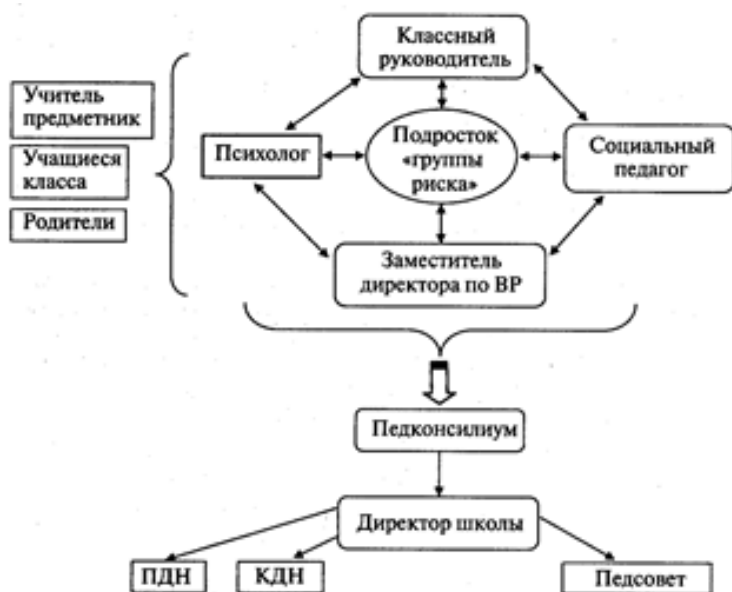 Классный
руководитель
Учитель
предметник
Учащиеся
класса
Родители
Психолог
Подросток
«группы
риска»
Социальный
педагог
Заместитель
директора по ВР
Педконсилиум
Директор школы
ПДН
КДН
Педсовет